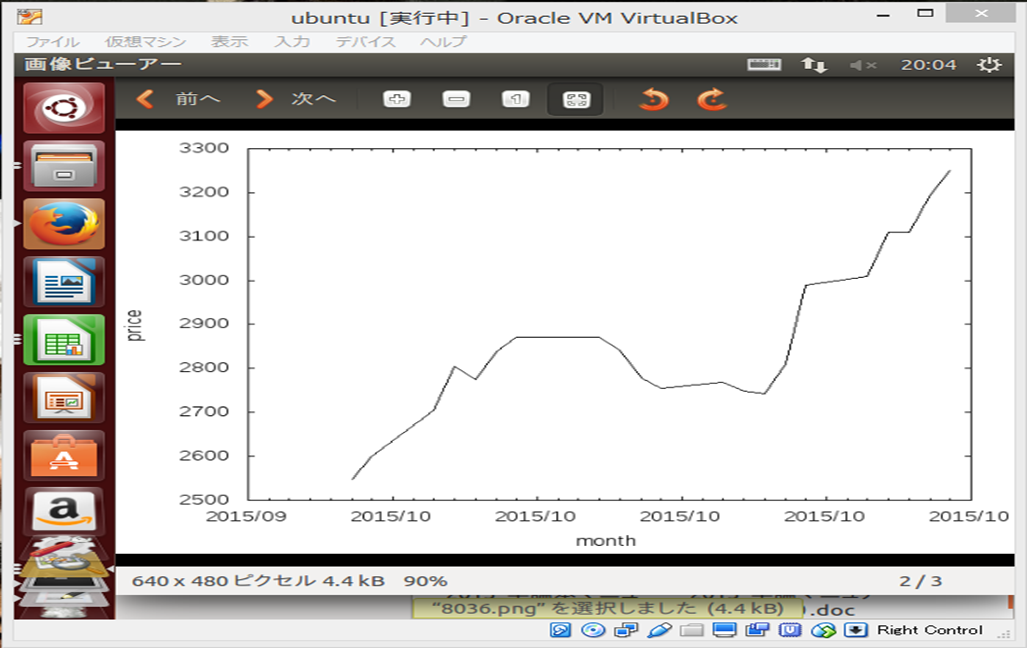 ubuntu [実行中] - Oracle VM VirtualBox
ファイル 仮想マシン 表示 入力 デバイス ヘルプ
画像ビューアー 20:04
前へ 次へ 1
3300
3200
3100
3000
2900
2800
2700
2600
2500
price
2015/09 2015/10 2015/10 2015/10 2015/10 2015/10
month
640 x 480 ピクセル 4.4 kB 90% 2 / 3
“8036.png” を選択しました (4.4 kB) .doc
Right Control